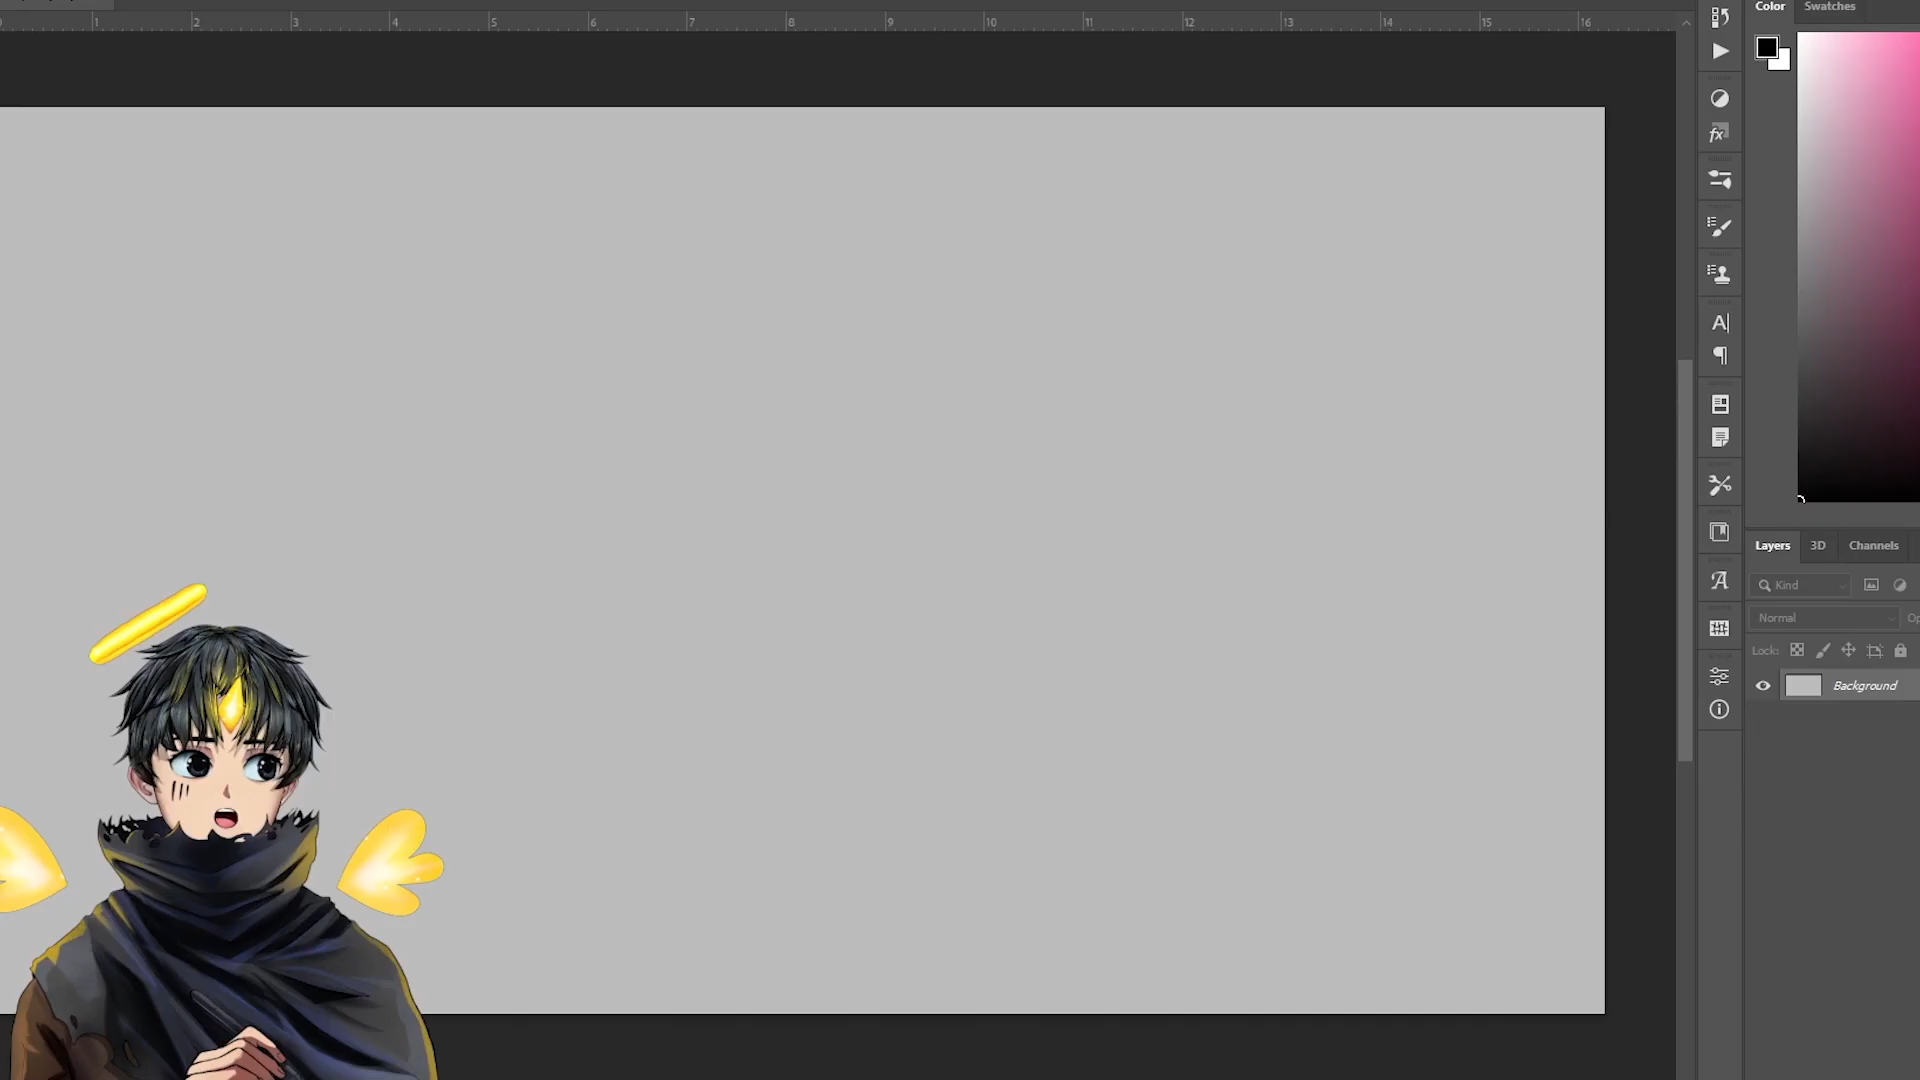 1 2 3 4 5 6 7 8 9 10 11 12 13 14 15 16
Color Swatches
fx
A
A
Layers 3D Channels
Kind
Normal
Lock:
Background